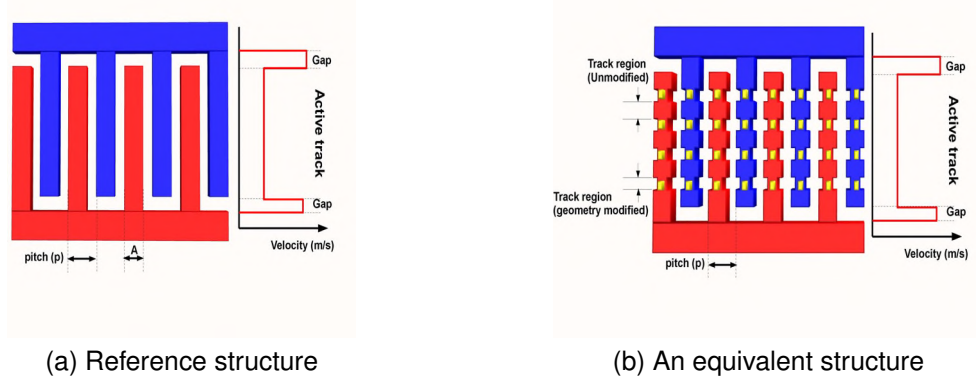 Gap
Active track
Gap
Velocity (m/s)
pitch (p)
A
(a) Reference structure
Track region
(Unmodified)
Track region
(geometry modified)
Gap
Active track
Gap
Velocity (m/s)
pitch (p)
(b) An equivalent structure